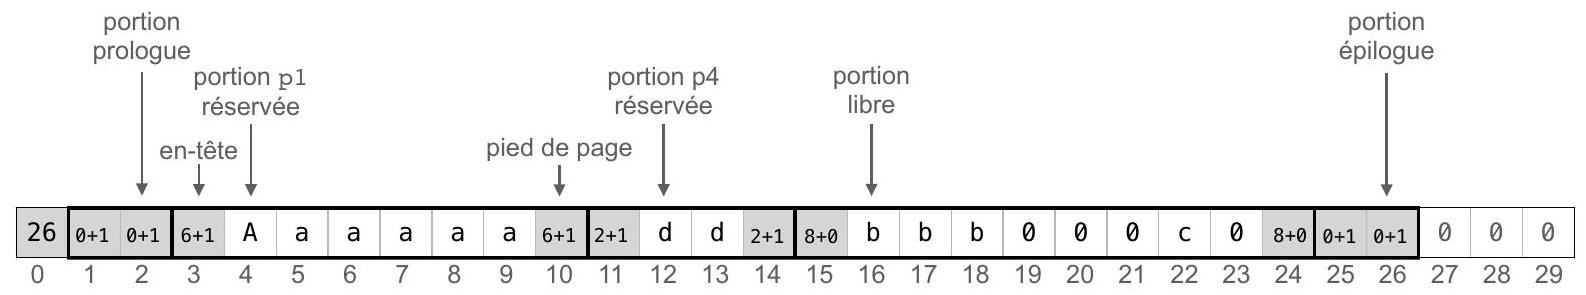 portion
prologue
portion p1
réservée
en-tête
pied de page
portion p4
réservée
portion
libre
portion
épilogue
26 0+1 0+1 6+1 A a a a a a 6+1 2+1 d d 2+1 8+0 b b b 0 0 0 c 0 8+0 0+1 0+1 0 0 0
0 1 2 3 4 5 6 7 8 9 10 11 12 13 14 15 16 17 18 19 20 21 22 23 24 25 26 27 28 29